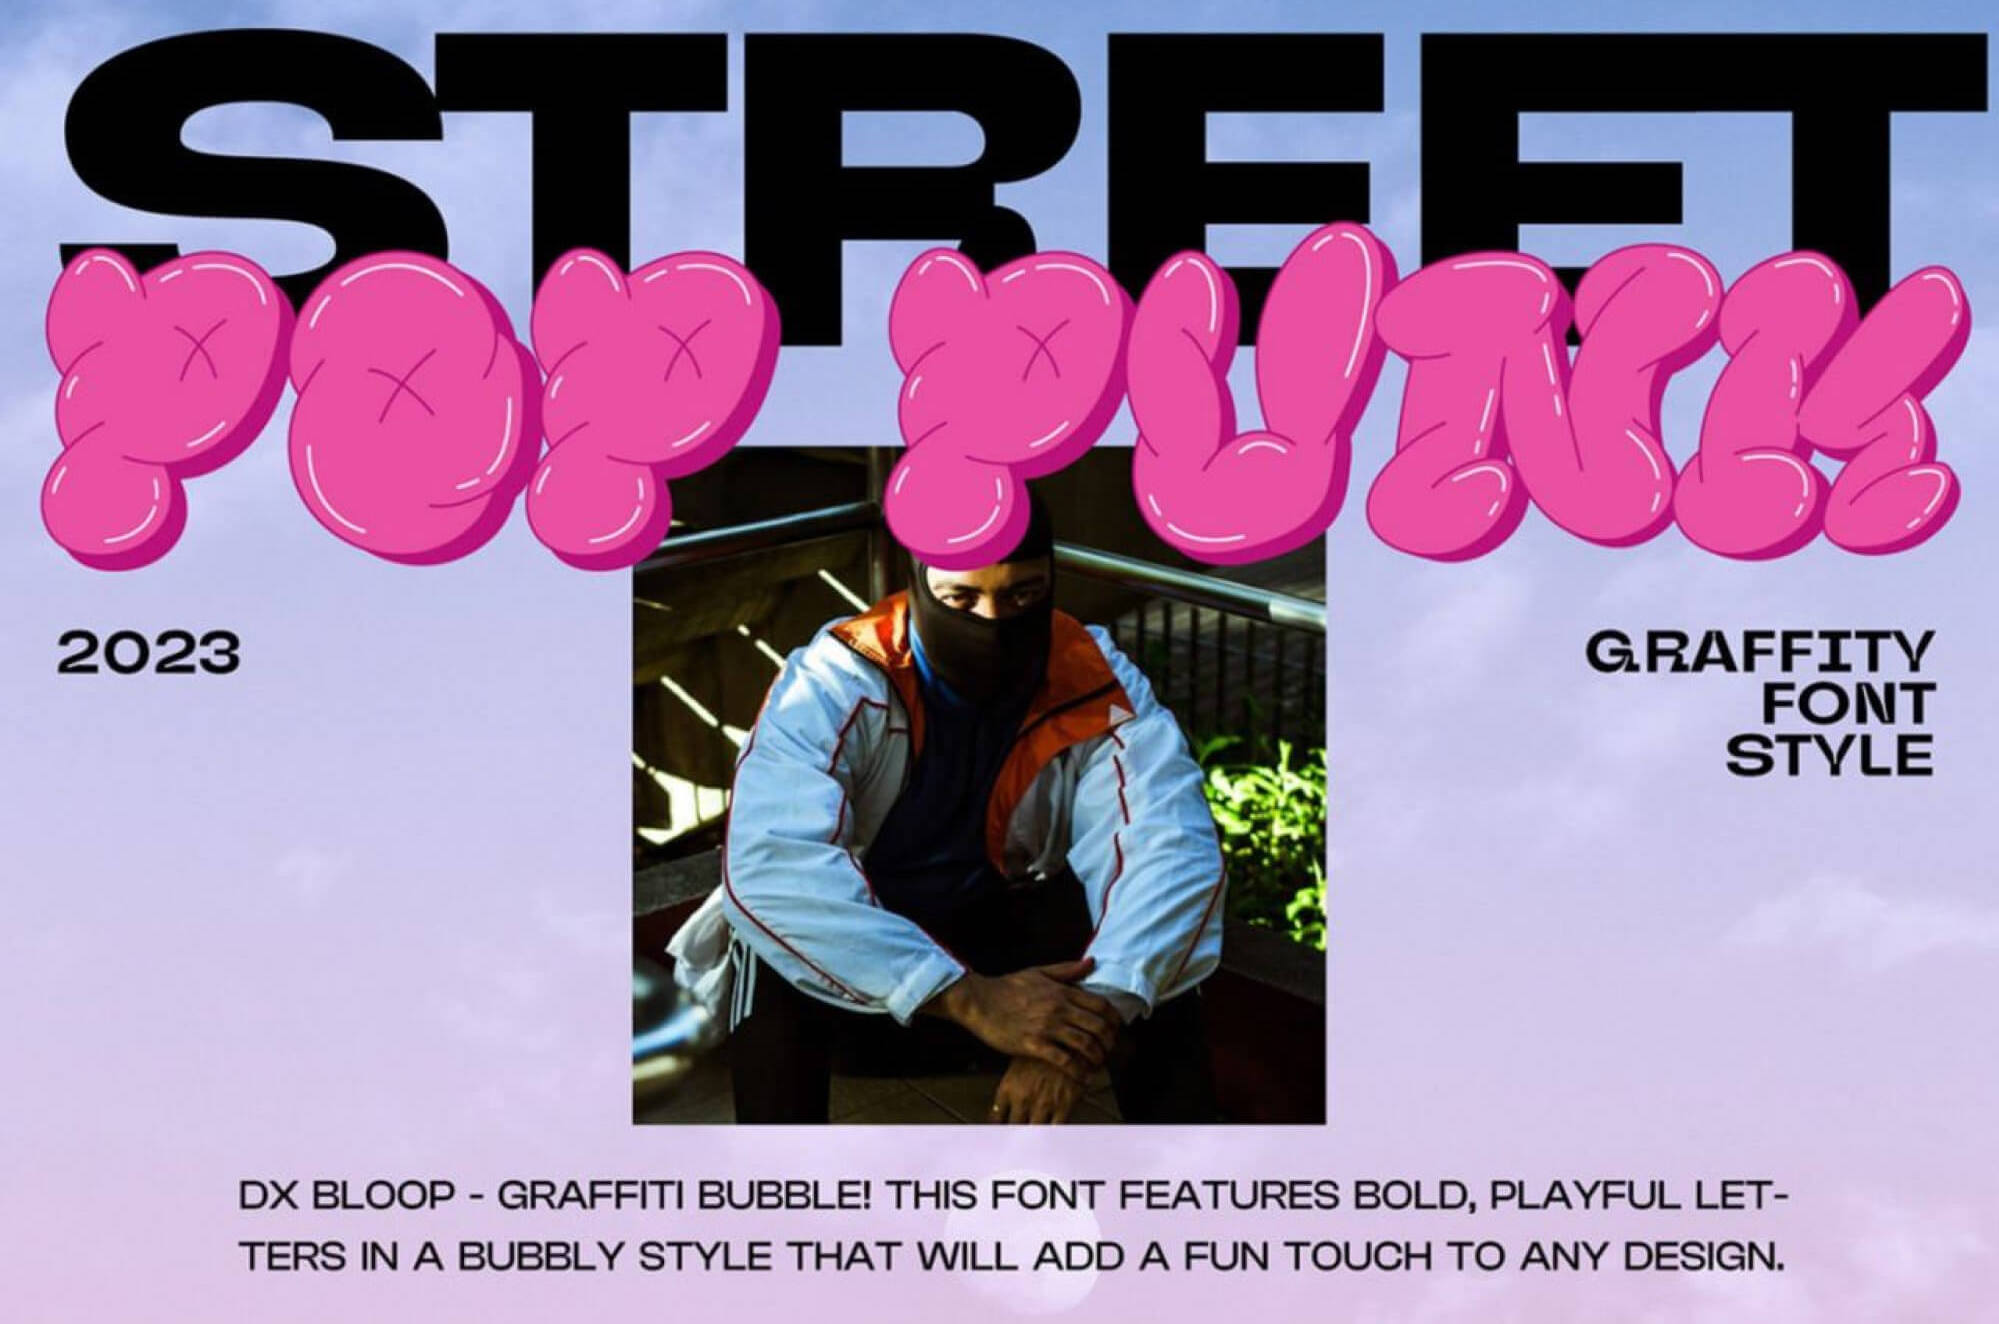 STREET
POP PUNK
2023
GRAFFITY
FONT
STYLE
DX BLOOP - GRAFFITI BUBBLE! THIS FONT FEATURES BOLD, PLAYFUL LET-
TERS IN A BUBBLY STYLE THAT WILL ADD A FUN TOUCH TO ANY DESIGN.